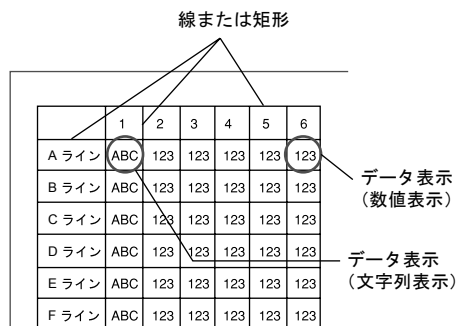 線または矩形
1 2 3 4 5 6
A ライン ABC 123 123 123 123 123
B ライン ABC 123 123 123 123 123
C ライン ABC 123 123 123 123 123
D ライン ABC 123 123 123 123 123
E ライン ABC 123 123 123 123 123
F ライン ABC 123 123 123 123 123
データ表示
(数値表示)
データ表示
(文字列表示)